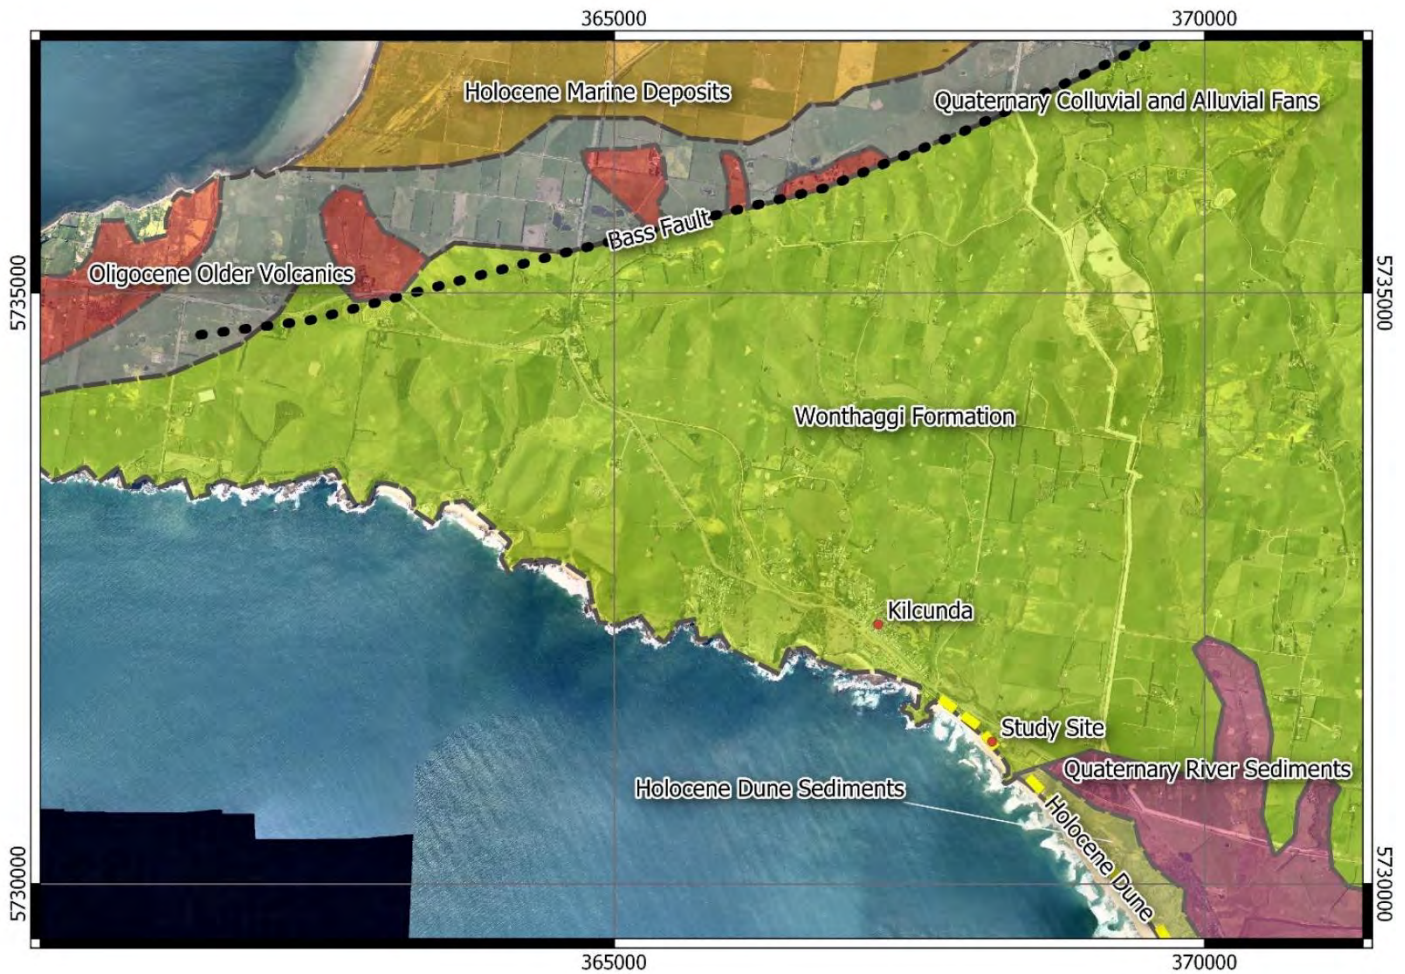 365000
370000
Holocene Marine Deposits
Quaternary Colluvial and Alluvial Fans
Bass Fault
Oligocene Older Volcanics
5735000
5735000
Wonthaggi Formation
Kilcunda
Study Site
Quaternary River Sediments
Holocene Dune Sediments
Holocene Dune
5730000
5730000
365000
370000